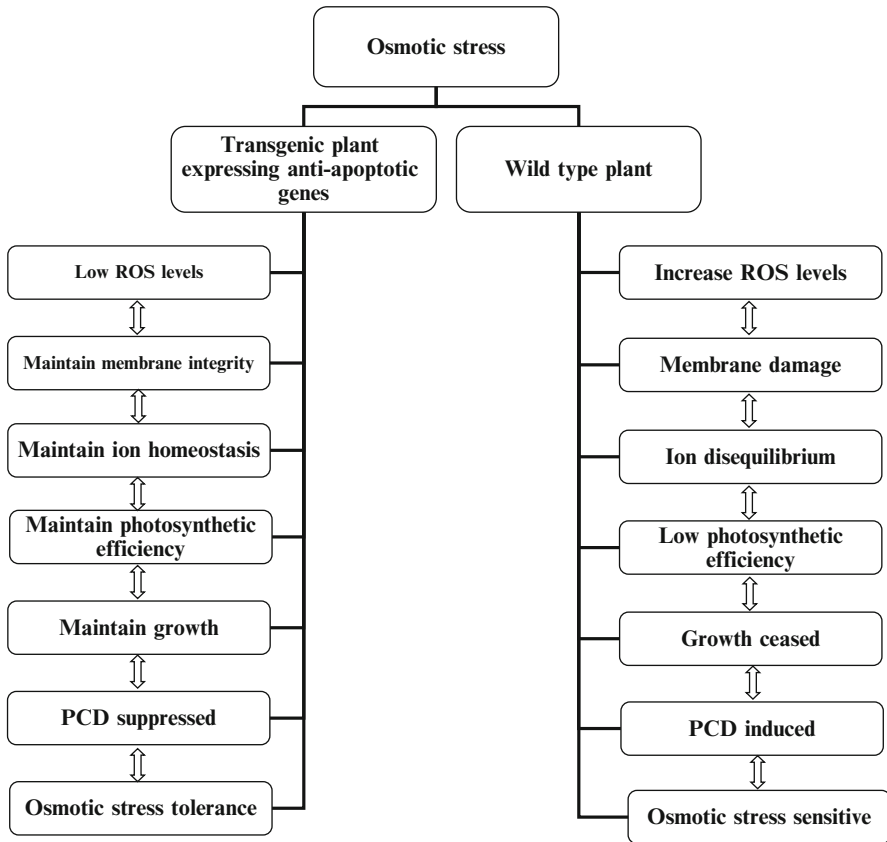 Osmotic stress
Transgenic plant
expressing anti-apoptotic
genes
Wild type plant
Low ROS levels
Maintain membrane integrity
Maintain ion homeostasis
Maintain photosynthetic
efficiency
Maintain growth
PCD suppressed
Osmotic stress tolerance
Increase ROS levels
Membrane damage
Ion disequilibrium
Low photosynthetic
efficiency
Growth ceased
PCD induced
Osmotic stress sensitive